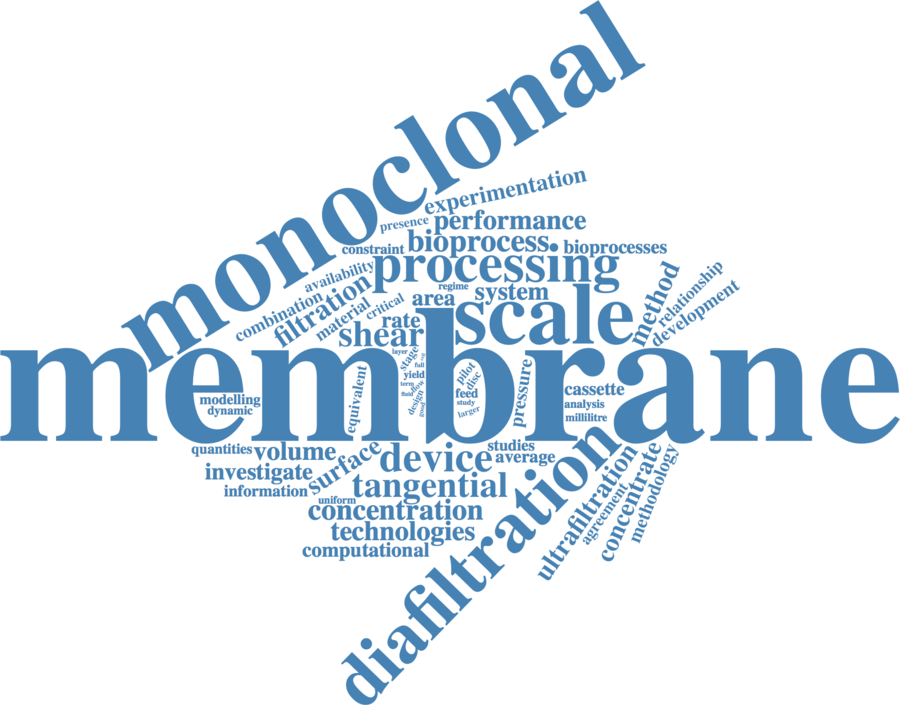 monoclonal
experimentation
presence
performance
constraint
bioprocess
bioprocesses
availability
processing
combination
filtration
material
critical
regime
area
system
method
relationship
development
rate
shear
scale
membrane
layer
stage
full
yield
term
flow
fluid
design
good
pilot
disc
feed
study
larger
equivalent
pressure
cassette
analysis
millilitre
modelling
dynamic
quantities
volume
investigate
information
surface
device
studies
average
tangential
uniform
concentration
technologies
computational
diafiltration
ultrafiltration
agreement
concentrate
methodology